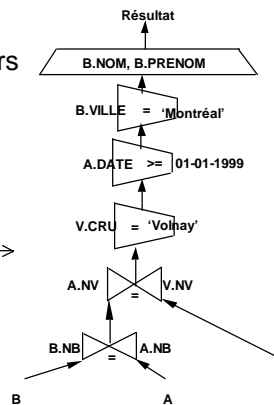 Résultat
rs
B.NOM, B.PRENOM
B.VILLE = 'Montréal'
A.DATE >= 01-01-1999
V.CRU = 'Volnay'
A.NV = V.NV
B.NB = A.NB
B A